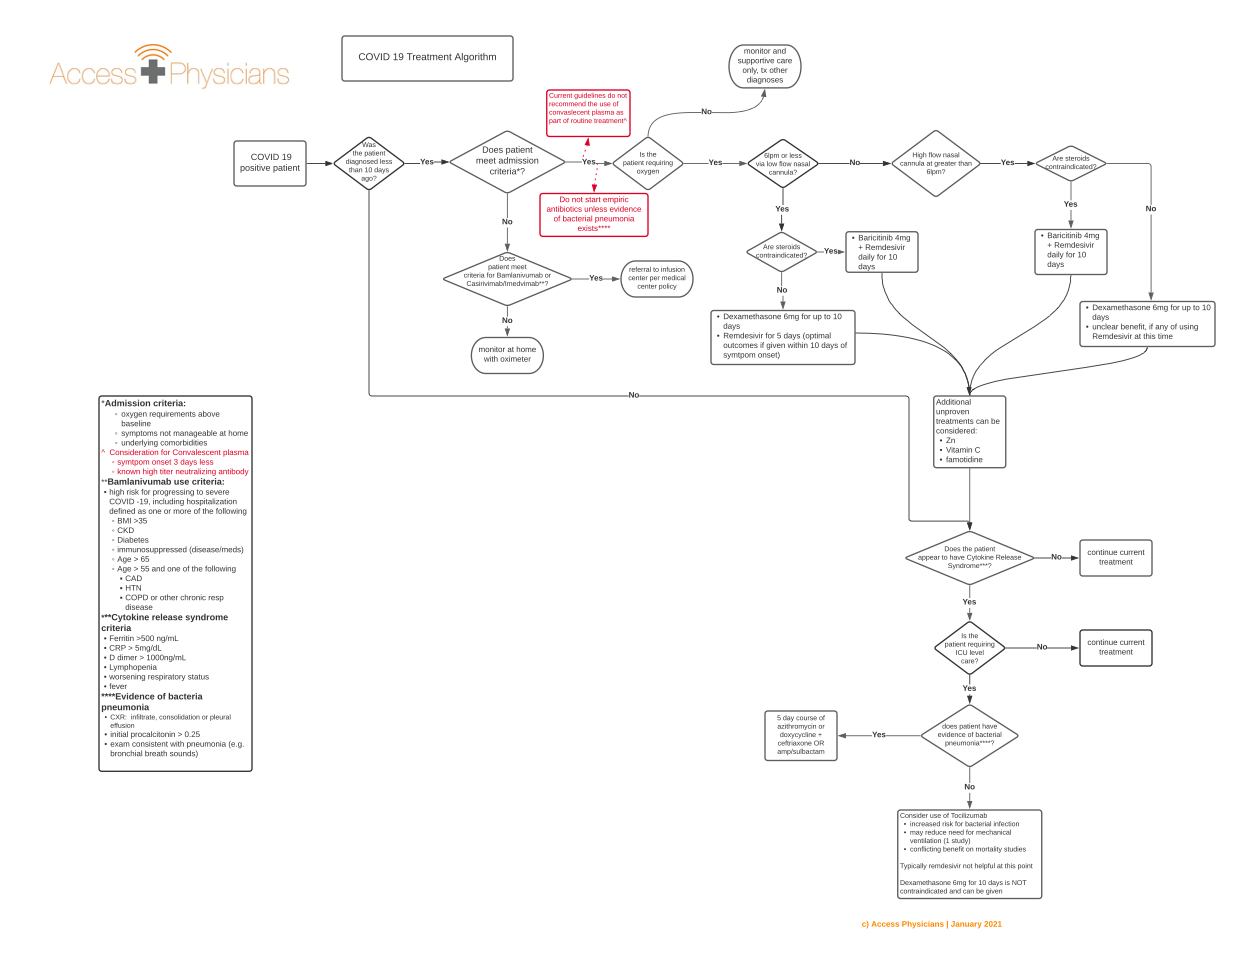 Access Physicians
COVID 19 Treatment Algorithm
monitor and
supportive care
only, tx other
diagnoses
Current guidelines do not
recommend the use of
convaslecent plasma as
part of routine treatment^
No
COVID 19
positive patient
Was
the patient
diagnosed less
than 10 days
ago?
Yes
Does patient
meet admission
criteria*?
Yes
Is the
patient requiring
oxygen
Yes
6lpm or less
via low flow nasal
cannula?
No
High flow nasal
cannula at greater than
6lpm?
Yes
Are steroids
contraindicated?
Do not start empiric
antibiotics unless evidence
of bacterial pneumonia
exists****
No
Yes
Yes
No
Does
patient meet
criteria for Bamlanivumab or
Casirivimab/Imedvimab**?
Yes
referral to infusion
center per medical
center policy
Are steroids
contraindicated?
Yes
• Baricitinib 4mg
+ Remdesivir
daily for 10
days
• Baricitinib 4mg
+ Remdesivir
daily for 10
days
No
No
• Dexamethasone 6mg for up to 10
days
• Remdesivir for 5 days (optimal
outcomes if given within 10 days of
symtpom onset)
• Dexamethasone 6mg for up to 10
days
• unclear benefit, if any of using
Remdesivir at this time
monitor at home
with oximeter
No
*Admission criteria:
◦ oxygen requirements above
baseline
◦ symptoms not manageable at home
◦ underlying comorbidities
^ Consideration for Convalescent plasma
◦ symtpom onset 3 days less
◦ known high titer neutralizing antibody
**Bamlanivumab use criteria:
• high risk for progressing to severe
COVID -19, including hospitalization
defined as one or more of the following
◦ BMI >35
◦ CKD
◦ Diabetes
◦ immunosuppressed (disease/meds)
◦ Age > 65
◦ Age > 55 and one of the following
▪ CAD
▪ HTN
▪ COPD or other chronic resp
disease
***Cytokine release syndrome
criteria
• Ferritin >500 ng/mL
• CRP > 5mg/dL
• D dimer > 1000ng/mL
• Lymphopenia
• worsening respiratory status
• fever
****Evidence of bacteria
pneumonia
• CXR: infiltrate, consolidation or pleural
effusion
• initial procalcitonin > 0.25
• exam consistent with pneumonia (e.g.
bronchial breath sounds)
Additional
unproven
treatments can be
considered:
• Zn
• Vitamin C
• famotidine
Does the patient
appear to have Cytokine Release
Syndrome***?
No
continue current
treatment
Yes
is the
patient requiring
ICU level
care?
No
continue current
treatment
Yes
does patient have
evidence of bacterial
pneumonia****?
Yes
5 day course of
azithromycin or
doxycycline +
ceftriaxone OR
amp/sulbactam
No
Consider use of Tocilizumab
• increased risk for bacterial infection
• may reduce need for mechanical
ventilation (1 study)
• conflicting benefit on mortality studies
Typically remdesivir not helpful at this point
Dexamethasone 6mg for 10 days is NOT
contraindicated and can be given
c) Access Physicians | January 2021